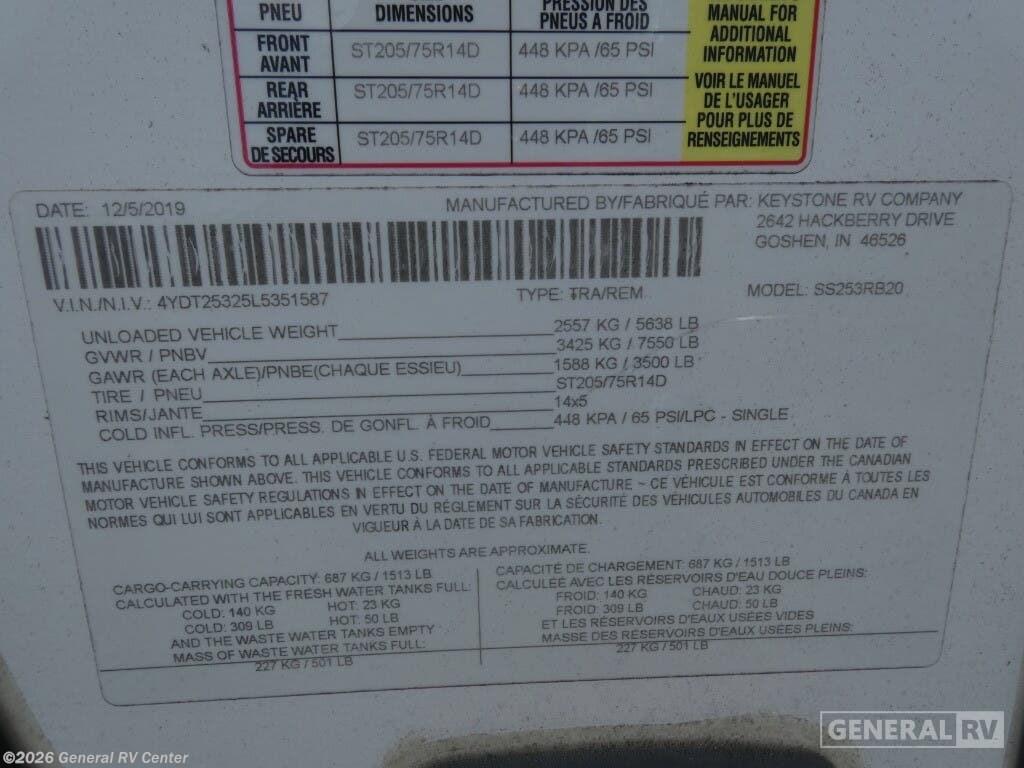 PNEU
DIMENSIONS
PRESSION DES
PNEUS A FROID
MANUAL FOR
ADDITIONAL
INFORMATION
FRONT
AVANT
ST205/75R14D
448 KPA /65 PSI
REAR
ARRIÈRE
ST205/75R14D
448 KPA /65 PSI
SPARE
DE SECOURS
ST205/75R14D
448 KPA /65 PSI
VOIR LE MANUEL
DE L'USAGER
POUR PLUS DE
RENSEIGNEMENTS
DATE: 12/5/2019
MANUFACTURED BY/FABRIQUÉ PAR: KEYSTONE RV COMPANY
2642 HACKBERRY DRIVE
GOSHEN, IN 46526
V.I.N./N.I.V.: 4YDT25325L5351587
TYPE: TRA/REM
MODEL: SS253RB20
UNLOADED VEHICLE WEIGHT 2557 KG / 5638 LB
GVWR / PNBV 3425 KG / 7550 LB
GAWR (EACH AXLE)/PNBE(CHAQUE ESSIEU) 1588 KG / 3500 LB
TIRE / PNEU ST205/75R14D
RIMS/JANTE 14x5
COLD INFL. PRESS/PRESS. DE GONFL. À FROID 448 KPA / 65 PSI/LPC - SINGLE
THIS VEHICLE CONFORMS TO ALL APPLICABLE U.S. FEDERAL MOTOR VEHICLE SAFETY STANDARDS IN EFFECT ON THE DATE OF
MANUFACTURE SHOWN ABOVE. THIS VEHICLE CONFORMS TO ALL APPLICABLE STANDARDS PRESCRIBED UNDER THE CANADIAN
MOTOR VEHICLE SAFETY REGULATIONS IN EFFECT ON THE DATE OF MANUFACTURE ~ CE VÉHICULE EST CONFORME À TOUTES LES
NORMES QUI LUI SONT APPLICABLES EN VERTU DU RÈGLEMENT SUR LA SÉCURITÉ DES VÉHICULES AUTOMOBILES DU CANADA EN
VIGUEUR À LA DATE DE SA FABRICATION.
ALL WEIGHTS ARE APPROXIMATE.
CARGO-CARRYING CAPACITY: 687 KG / 1513 LB
CALCULATED WITH THE FRESH WATER TANKS FULL:
COLD: 140 KG HOT: 23 KG
COLD: 309 LB HOT: 50 LB
AND THE WASTE WATER TANKS EMPTY
MASS OF WASTE WATER TANKS FULL:
227 KG / 501 LB
CAPACITÉ DE CHARGEMENT: 687 KG / 1513 LB
CALCULÉE AVEC LES RÉSERVOIRS D'EAU DOUCE PLEINS:
FROID: 140 KG CHAUD: 23 KG
FROID: 309 LB CHAUD: 50 LB
ET LES RÉSERVOIRS D'EAUX USÉES VIDES
MASSE DES RÉSERVOIRS D'EAUX USÉES PLEINS:
227 KG / 501 LB
GENERAL RV
©2026 General RV Center